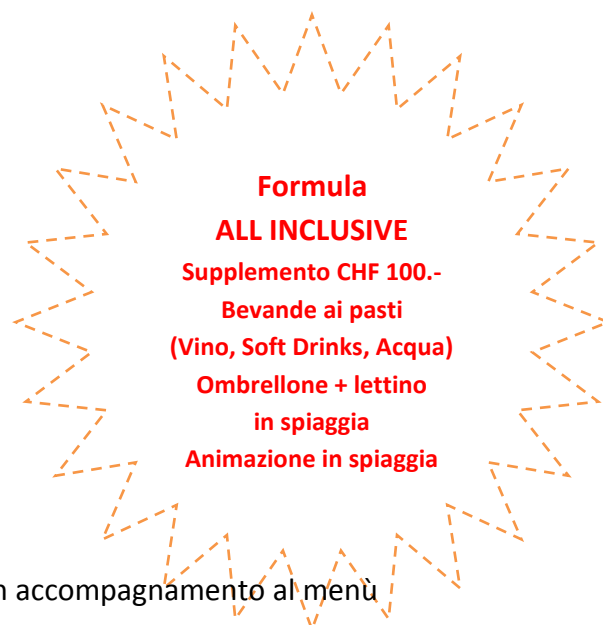 Formula
ALL INCLUSIVE
Supplemento CHF 100.-
Bevande ai pasti
(Vino, Soft Drinks, Acqua)
Ombrellone + lettino
in spiaggia
Animazione in spiaggia
accompagnamento al menù